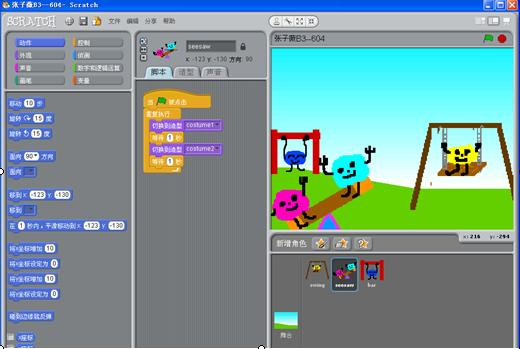 张子薇B3--604- Scratch
SCRATCH 文件 编辑 分享 帮助
动作 控制
外观 侦测
声音 数字和逻辑运算
画笔 变量
移动 10 步
旋转 15 度
旋转 15 度
面向 90 方向
面向
移到 X: -123 Y: -130
移到
在 1 秒内，平滑移动到 X: -123 Y: -130
将x坐标增加 10
将x坐标设定为 0
将y坐标增加 10
将y坐标设定为 0
碰到边缘就反弹
x座标
seesaw
x: -123 y: -130 方向: 90
脚本 造型 声音
当 被点击
重复执行
切换到造型 costume1
等待 1 秒
切换到造型 costume2
等待 1 秒
张子薇B3--604
x: 216 y: -294
新增角色
swing seesaw bar
舞台